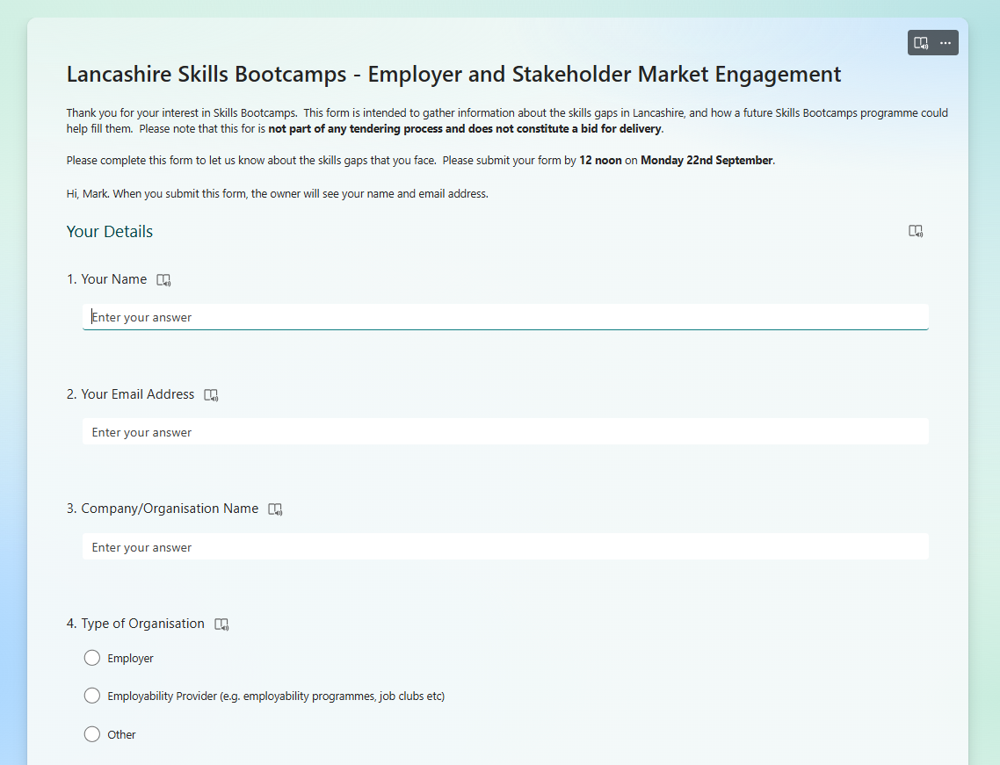 Lancashire Skills Bootcamps - Employer and Stakeholder Market Engagement
Thank you for your interest in Skills Bootcamps.  This form is intended to gather information about the skills gaps in Lancashire, and how a future Skills Bootcamps programme could
help fill them.  Please note that this for is not part of any tendering process and does not constitute a bid for delivery.
Please complete this form to let us know about the skills gaps that you face.  Please submit your form by 12 noon on Monday 22nd September.
Hi, Mark. When you submit this form, the owner will see your name and email address.
Your Details
1. Your Name
Enter your answer
2. Your Email Address
Enter your answer
3. Company/Organisation Name
Enter your answer
4. Type of Organisation
Employer
Employability Provider (e.g. employability programmes, job clubs etc)
Other